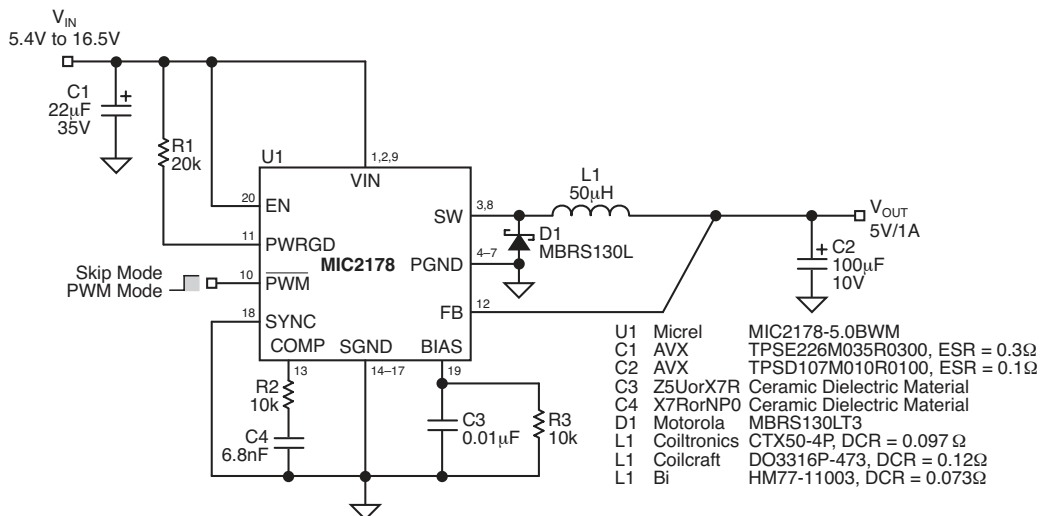 VIN
5.4V to 16.5V
C1
22µF
35V
+
R1
20k
U1
1,2,9
VIN
20
EN
11
PWRGD
MIC2178
10
PWM
Skip Mode
PWM Mode
18
SYNC
COMP
13
SGND
14–17
BIAS
19
SW
3,8
PGND
4–7
FB
12
L1
50µH
D1
MBRS130L
VOUT
5V/1A
+
C2
100µF
10V
R2
10k
C4
6.8nF
C3
0.01µF
R3
10k
U1 Micrel MIC2178-5.0BWM
C1 AVX TPSE226M035R0300, ESR = 0.3Ω
C2 AVX TPSD107M010R0100, ESR = 0.1Ω
C3 Z5UorX7R Ceramic Dielectric Material
C4 X7RorNP0 Ceramic Dielectric Material
D1 Motorola MBRS130LT3
L1 Coiltronics CTX50-4P, DCR = 0.097 Ω
L1 Coilcraft DO3316P-473, DCR = 0.12Ω
L1 Bi HM77-11003, DCR = 0.073Ω